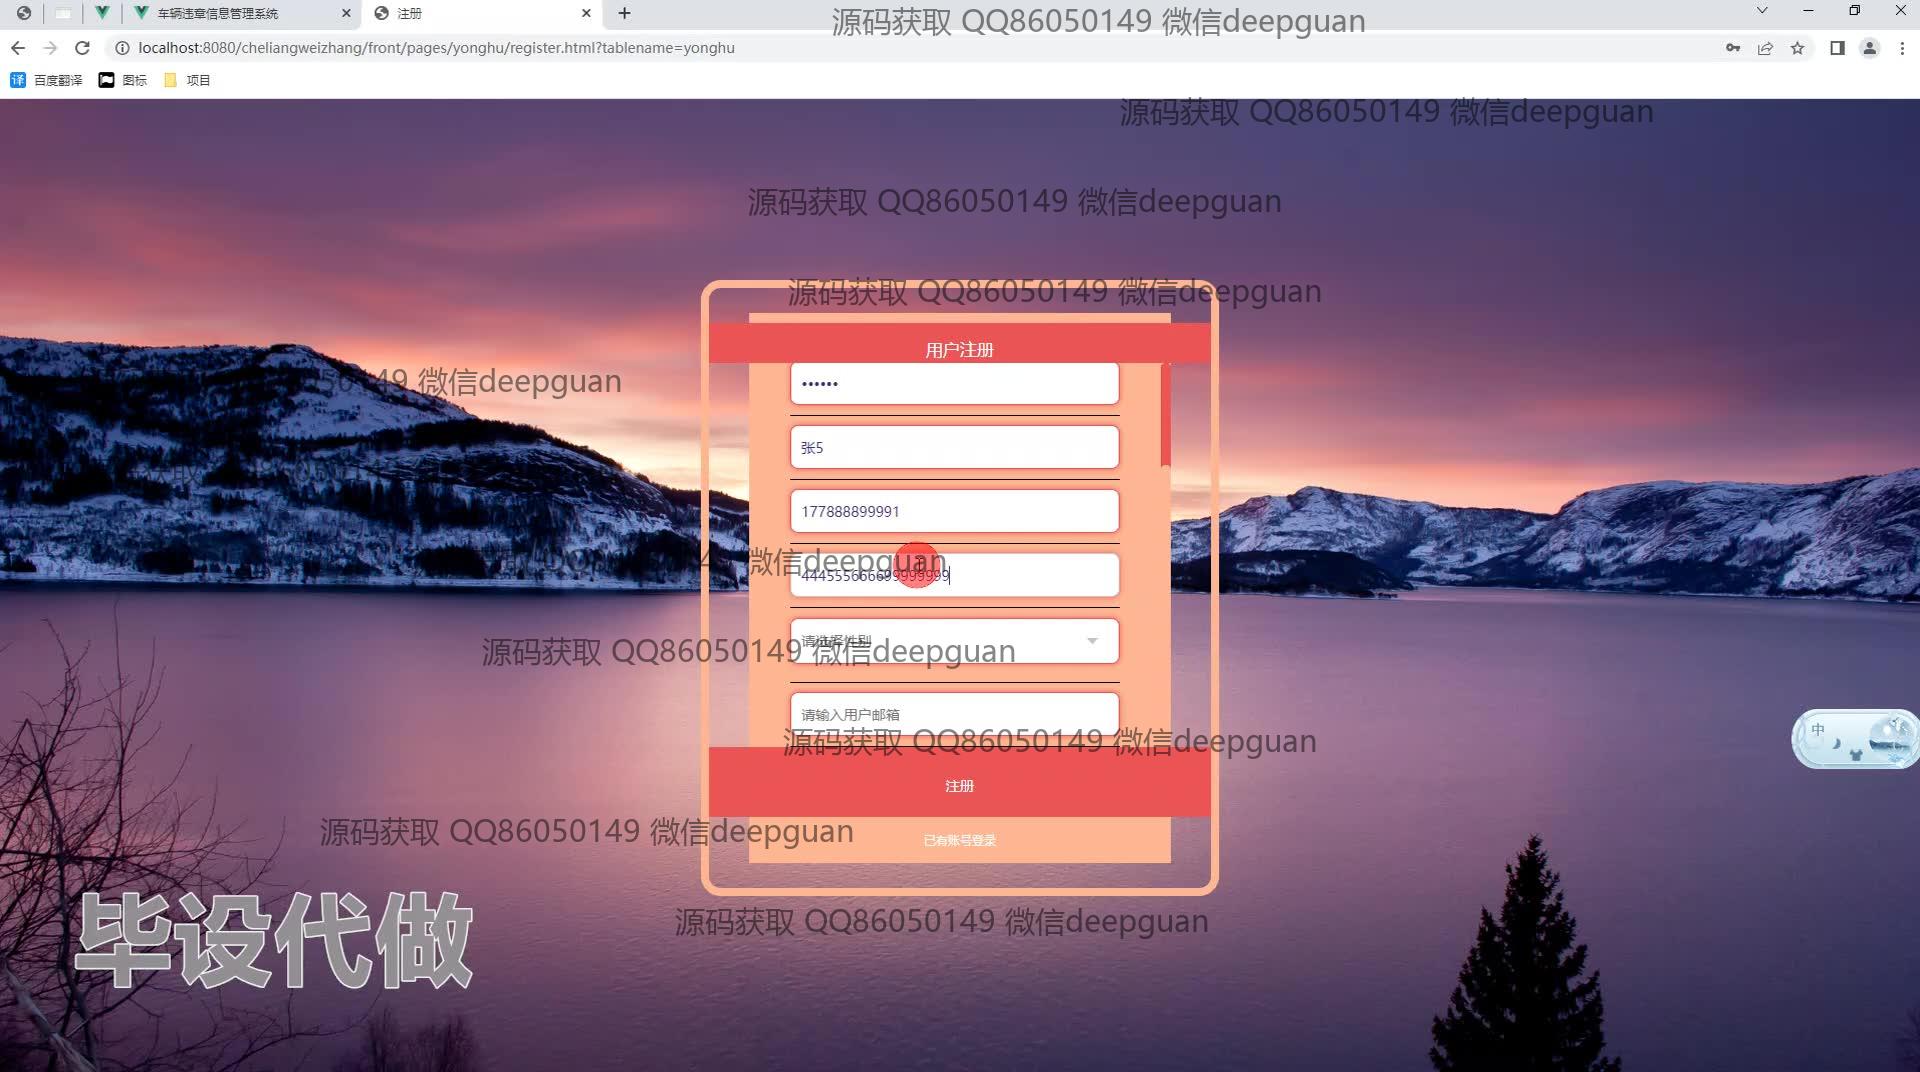 车辆违章信息管理系统
注册
源码获取 QQ86050149 微信deepguan
localhost:8080/cheliangweizhang/front/pages/yonghu/register.html?tablename=yonghu
译 百度翻译
图标
项目
源码获取 QQ86050149 微信deepguan
源码获取 QQ86050149 微信deepguan
源码获取 QQ86050149 微信deepguan
用户注册
微信deepguan
••••••
张5
177888899991
微信deepguan
请选择性别
源码获取 QQ86050149 微信deepguan
请输入用户邮箱
源码获取 QQ86050149 微信deepguan
中
注册
源码获取 QQ86050149 微信deepguan
已有账号登录
毕设代做
源码获取 QQ86050149 微信deepguan